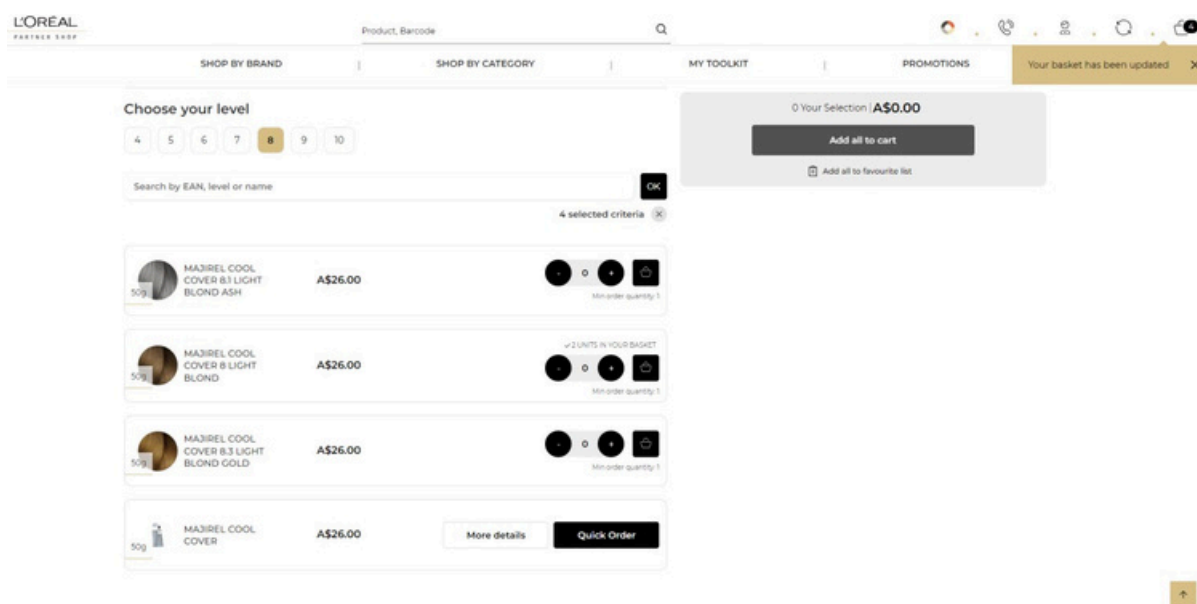 L'ORÉAL
PARTNER SHOP
Product, Barcode
4
SHOP BY BRAND | SHOP BY CATEGORY | MY TOOLKIT | PROMOTIONS
Your basket has been updated X
Choose your level
4 5 6 7 8 9 10
Search by EAN, level or name OK
4 selected criteria X
0 Your Selection | A$0.00
Add all to cart
Add all to favourite list
50g
MAJIREL COOL
COVER 8.1 LIGHT
BLOND ASH
A$26.00
- 0 +
Min order quantity: 1
50g
MAJIREL COOL
COVER 8 LIGHT
BLOND
A$26.00
✓ 2 UNITS IN YOUR BASKET
- 0 +
Min order quantity: 1
50g
MAJIREL COOL
COVER 8.3 LIGHT
BLOND GOLD
A$26.00
- 0 +
Min order quantity: 1
50g
MAJIREL COOL
COVER
A$26.00
More details
Quick Order